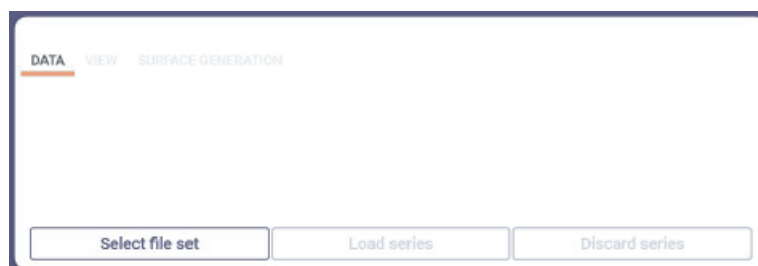 DATA VIEW SURFACE GENERATION
Select file set Load series Discard series